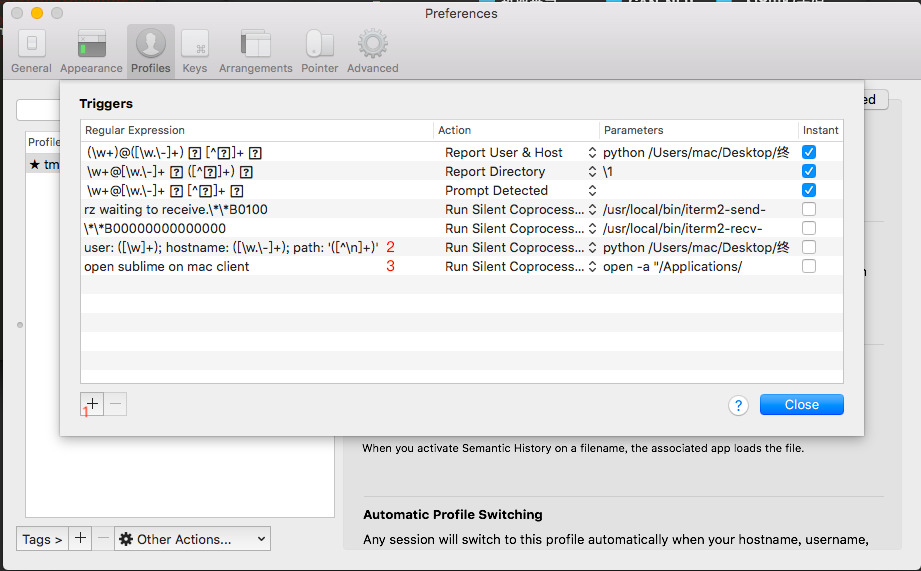 Preferences
General
Appearance
Profiles
Keys
Arrangements
Pointer
Advanced
ed
Profile
★ tm
Triggers
Regular Expression Action Parameters Instant
(\w+)@([\w.\-]+) [^]+ Report User & Host python /Users/mac/Desktop/终
\w+@[\w.\-]+ ([^]+) Report Directory \1
\w+@[\w.\-]+ [^]+ Prompt Detected
rz waiting to receive.\*\*B0100 Run Silent Coprocess... /usr/local/bin/iterm2-send-
\*\*B00000000000000 Run Silent Coprocess... /usr/local/bin/iterm2-recv-
user: ([\w]+); hostname: ([\w.\-]+); path: '([^\n]+)' 2 Run Silent Coprocess... python /Users/mac/Desktop/终
open sublime on mac client 3 Run Silent Coprocess... open -a "/Applications/
+ −
1
? Close
When you activate Semantic History on a filename, the associated app loads the file.
Automatic Profile Switching
Any session will switch to this profile automatically when your hostname, username,
Tags > + − Other Actions...